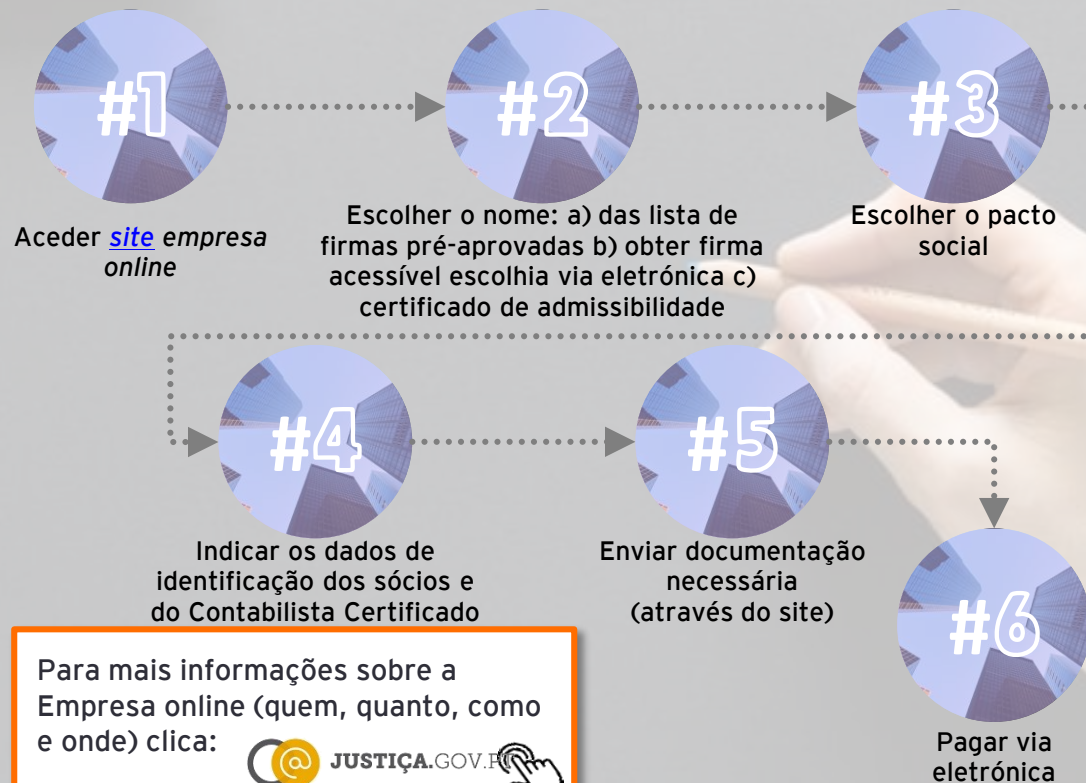 #1
Aceder site empresa
online
#2
Escolher o nome: a) das lista de
firmas pré-aprovadas b) obter firma
acessível escolhia via eletrónica c)
certificado de admissibilidade
#3
Escolher o pacto
social
#4
Indicar os dados de
identificação dos sócios e
do Contabilista Certificado
#5
Enviar documentação
necessária
(através do site)
#6
Pagar via
eletrónica
Para mais informações sobre a
Empresa online (quem, quanto, como
e onde) clica:
@ JUSTIÇA.GOV.PT